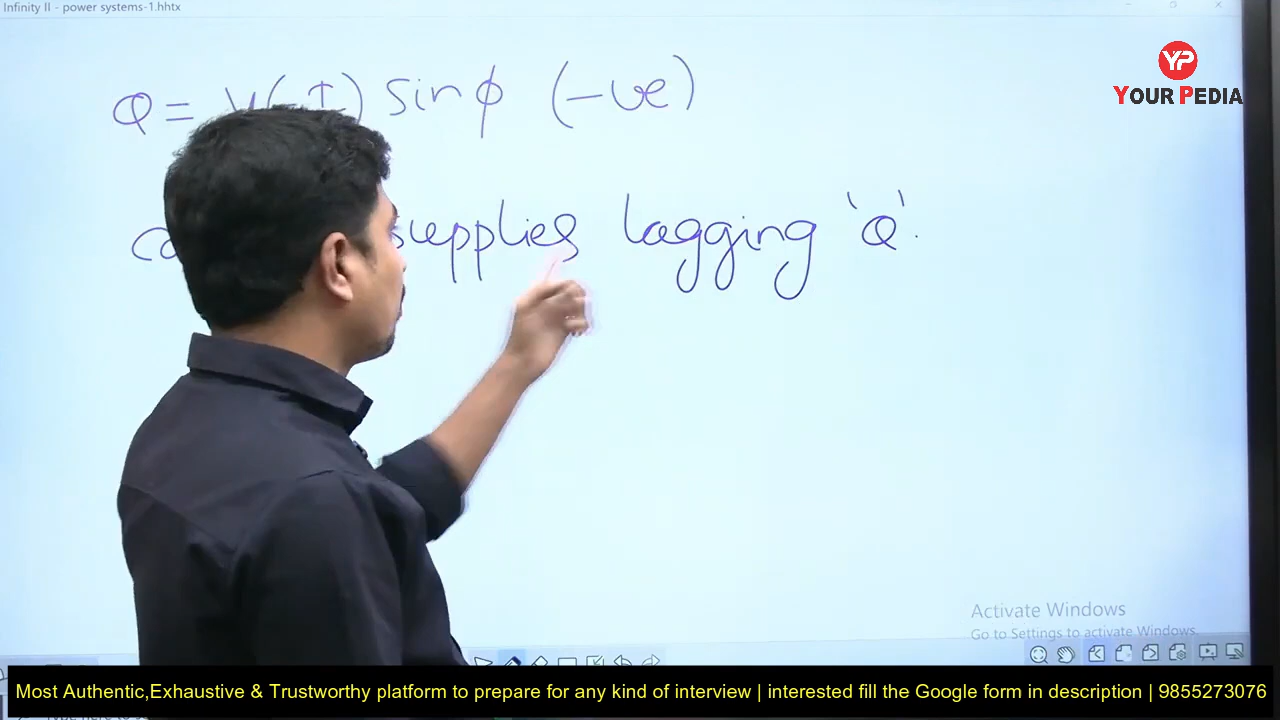 Infinity II - power systems-1.hhtx
YP
YOUR PEDIA
Q = V( I ) sinϕ (-ve)
supplies lagging 'Q'.
Activate Windows
Go to Settings to activate Windows.
Most Authentic,Exhaustive & Trustworthy platform to prepare for any kind of interview | interested fill the Google form in description | 9855273076